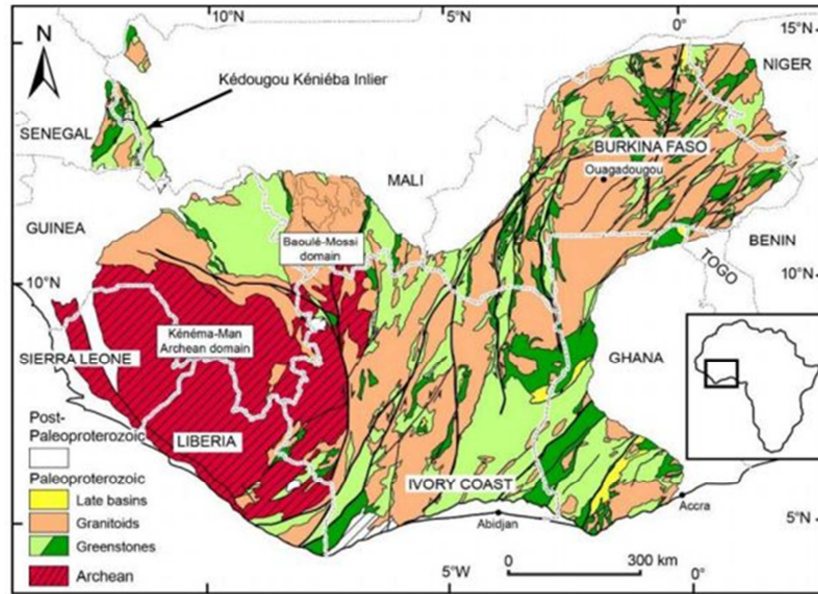 10°
5°
0°
15°N
N
NIGER
Kédougou Kéniéba Inlier
SENEGAL
BURKINA FASO
Ouagadougou
MALI
GUINEA
BENIN
Baoulé-Mossi
domain
TOGO
10°N
10°N
Kénéma-Man
Archean domain
SIERRA LEONE
GHANA
Post-
Paleoproterozoic
LIBERIA
Paleoproterozoic
Late basins
IVORY COAST
Granitoids
Accra
Abidjan
5°N
Greenstones
0
300 km
Archean
5°W
0°